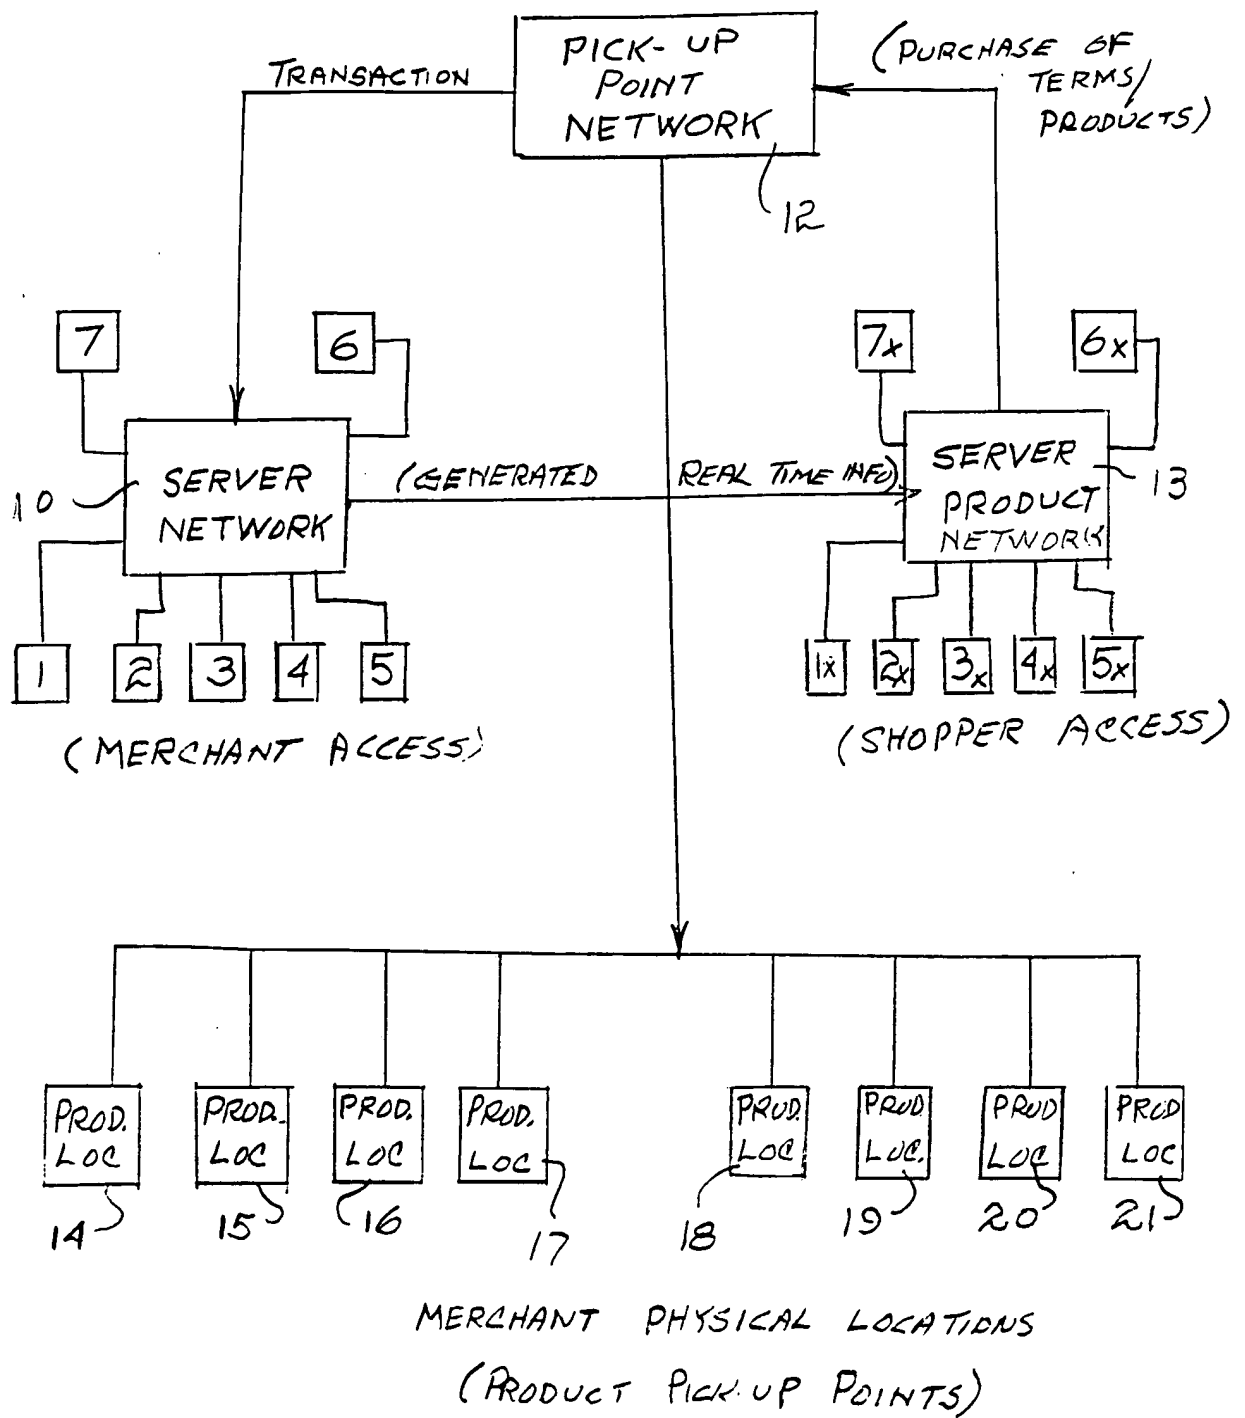 PICK-UP
POINT
NETWORK
TRANSACTION
(PURCHASE OF
TERMS/
PRODUCTS)
12
7
6
7x
6x
10
SERVER
NETWORK
(GENERATED REAL TIME INFO)
SERVER
PRODUCT
NETWORK
13
1
2
3
4
5
1x
2x
3x
4x
5x
(MERCHANT ACCESS)
(SHOPPER ACCESS)
PROD.
LOC
14
PROD.
LOC
15
PROD.
LOC
16
PROD.
LOC
17
PROD.
LOC
18
PROD
LOC.
19
PROD
LOC
20
PROD
LOC
21
MERCHANT PHYSICAL LOCATIONS
(PRODUCT PICK-UP POINTS)